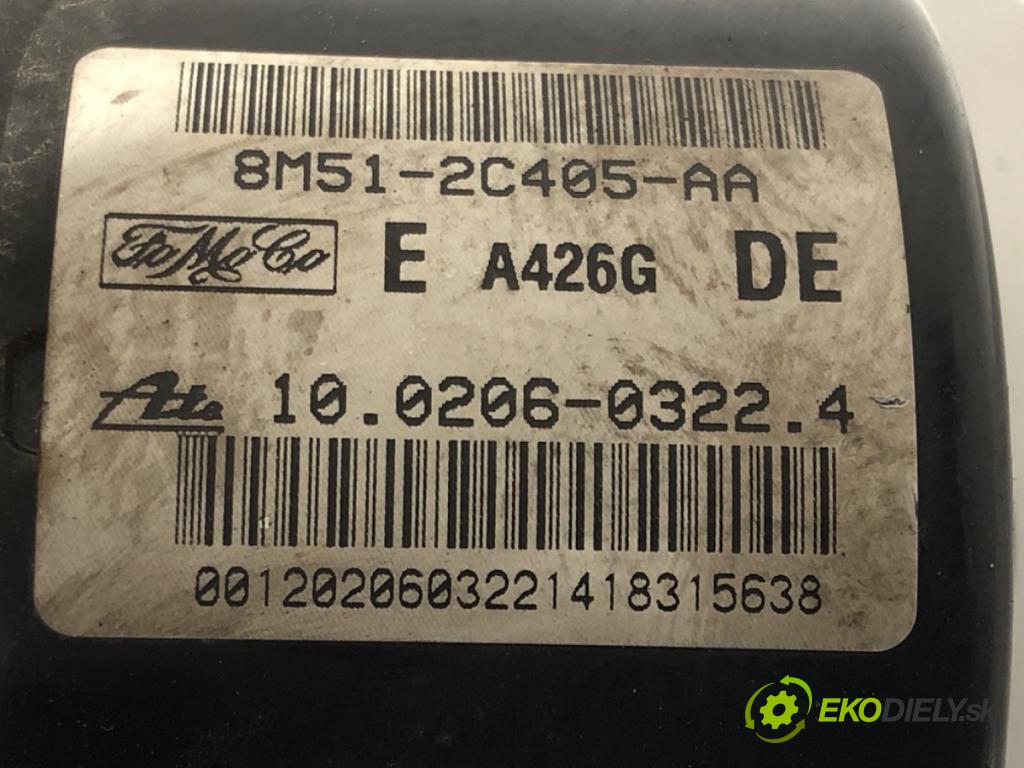 8M51-2C405-AA
FoMoCo E A426G DE
Ate 10.0206-0322.4
0012020603221418315638
EKODIELY.sk